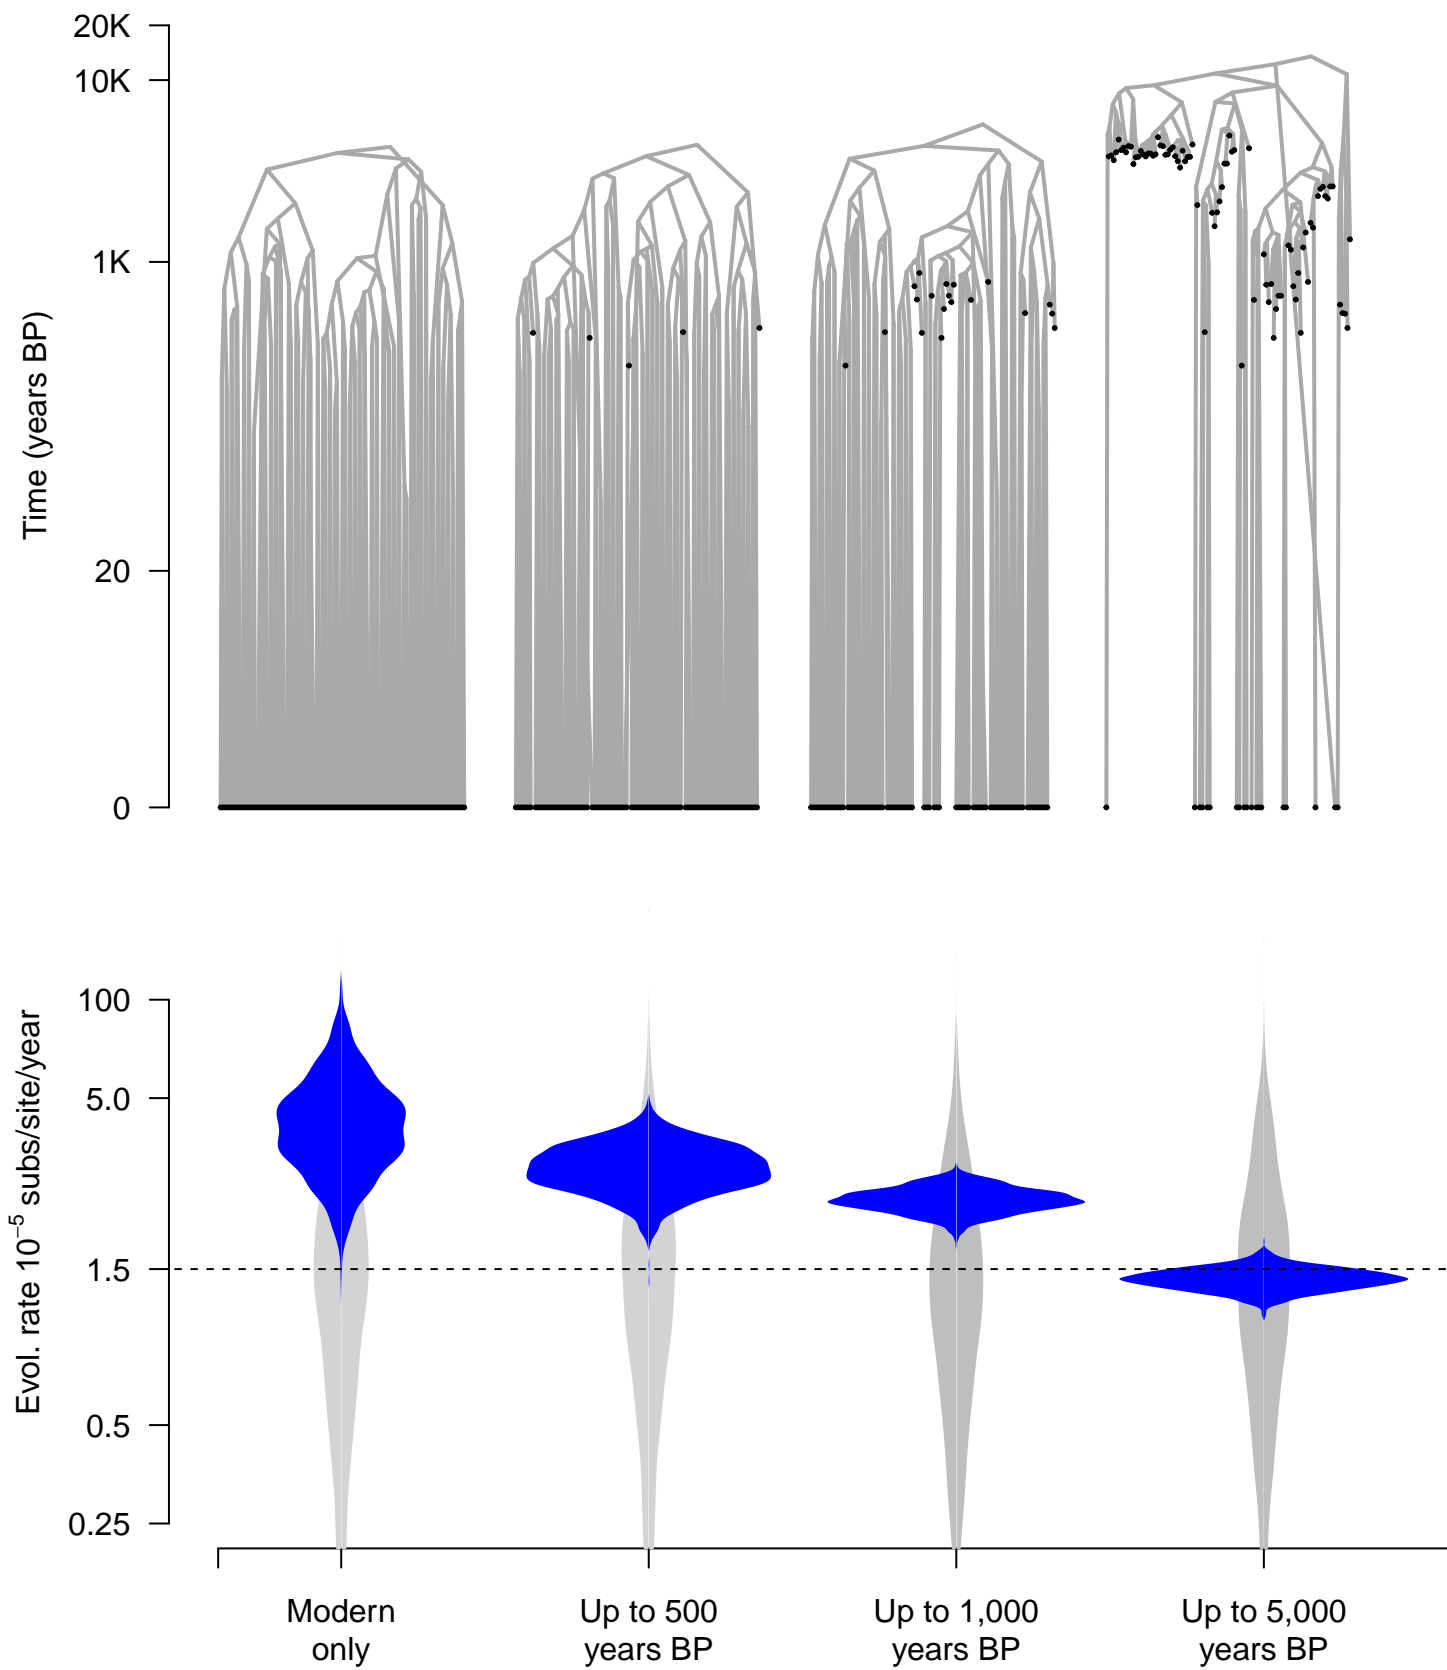 20K
10K
1K
20
0
Time (years BP)
100
5.0
1.5
0.5
0.25
Evol. rate 10⁻⁵ subs/site/year
Modern
only
Up to 500
years BP
Up to 1,000
years BP
Up to 5,000
years BP